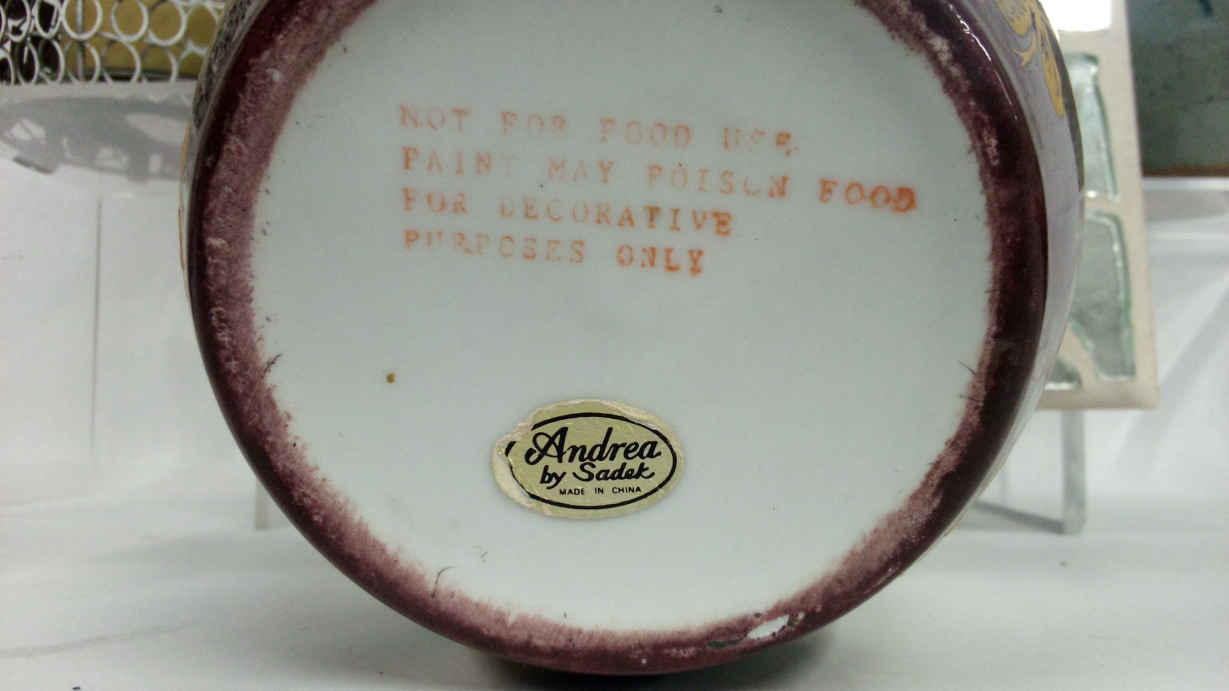 NOT FOR FOOD USE.
PAINT MAY POISON FOOD
FOR DECORATIVE
PURPOSES ONLY
Andrea
by Sadek
MADE IN CHINA